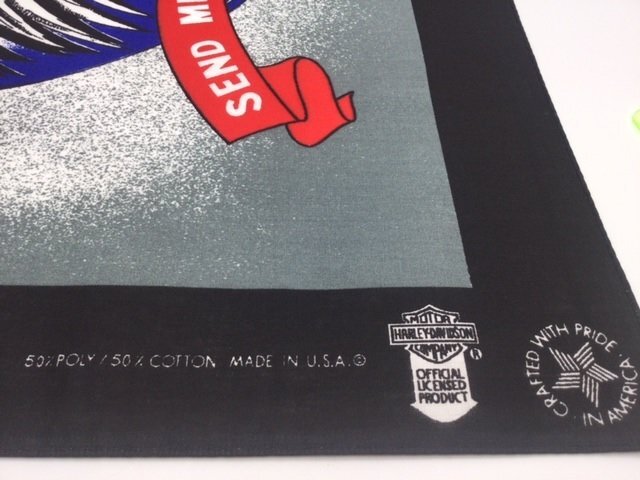 SEND
50% POLY / 50% COTTON MADE IN U.S.A. ©
MOTOR
HARLEY-DAVIDSON
COMPANY
®
OFFICIAL
LICENSED
PRODUCT
CRAFTED WITH PRIDE
IN AMERICA